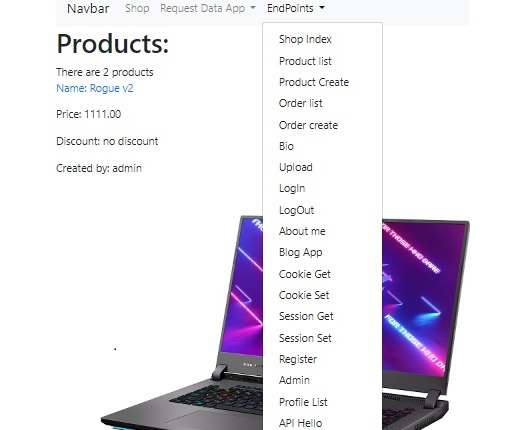 Navbar Shop Request Data App EndPoints
Products:
There are 2 products
Name: Rogue v2
Price: 1111.00
Discount: no discount
Created by: admin
Shop Index
Product list
Product Create
Order list
Order create
Bio
Upload
LogIn
LogOut
About me
Blog App
Cookie Get
Cookie Set
Session Get
Session Set
Register
Admin
Profile List
API Hello
FOR THOSE WHO DARE
FOR THOSE WHO DARE